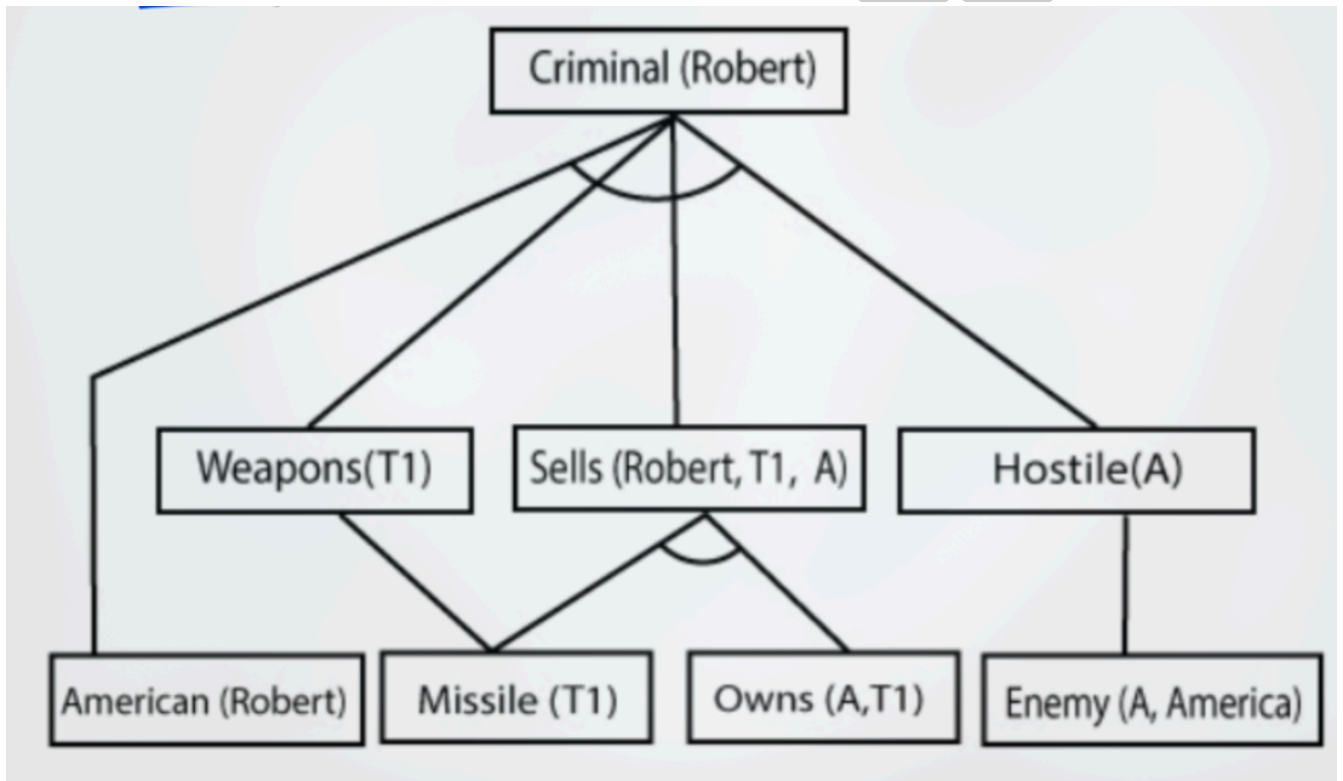 Criminal (Robert)
Weapons(T1)
Sells (Robert, T1, A)
Hostile(A)
American (Robert)
Missile (T1)
Owns (A,T1)
Enemy (A, America)